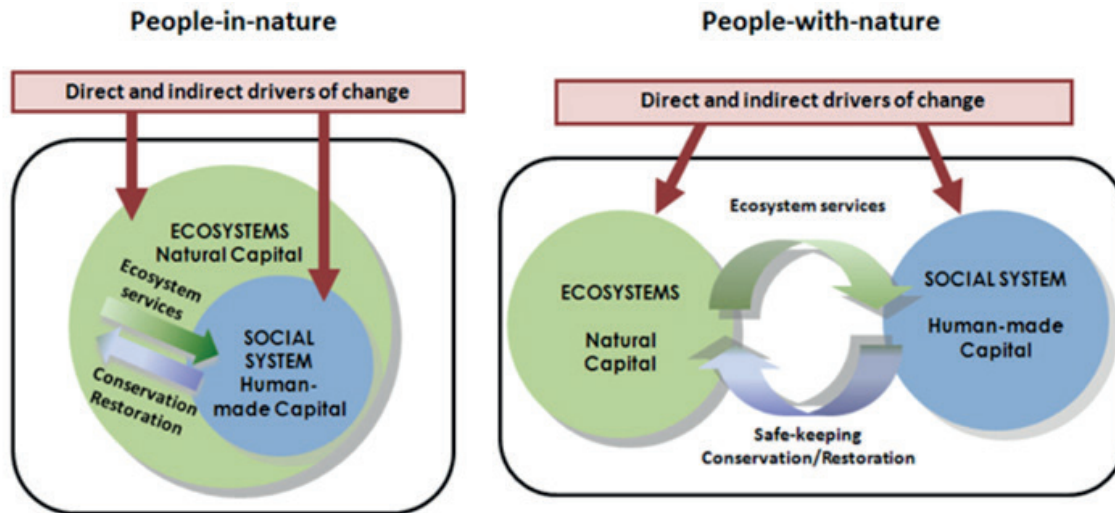 People-in-nature
Direct and indirect drivers of change
ECOSYSTEMS
Natural Capital
Ecosystem
services
SOCIAL
SYSTEM
Human-
made Capital
Conservation
Restoration
People-with-nature
Direct and indirect drivers of change
Ecosystem services
ECOSYSTEMS
Natural
Capital
SOCIAL SYSTEM
Human-made
Capital
Safe-keeping
Conservation/Restoration